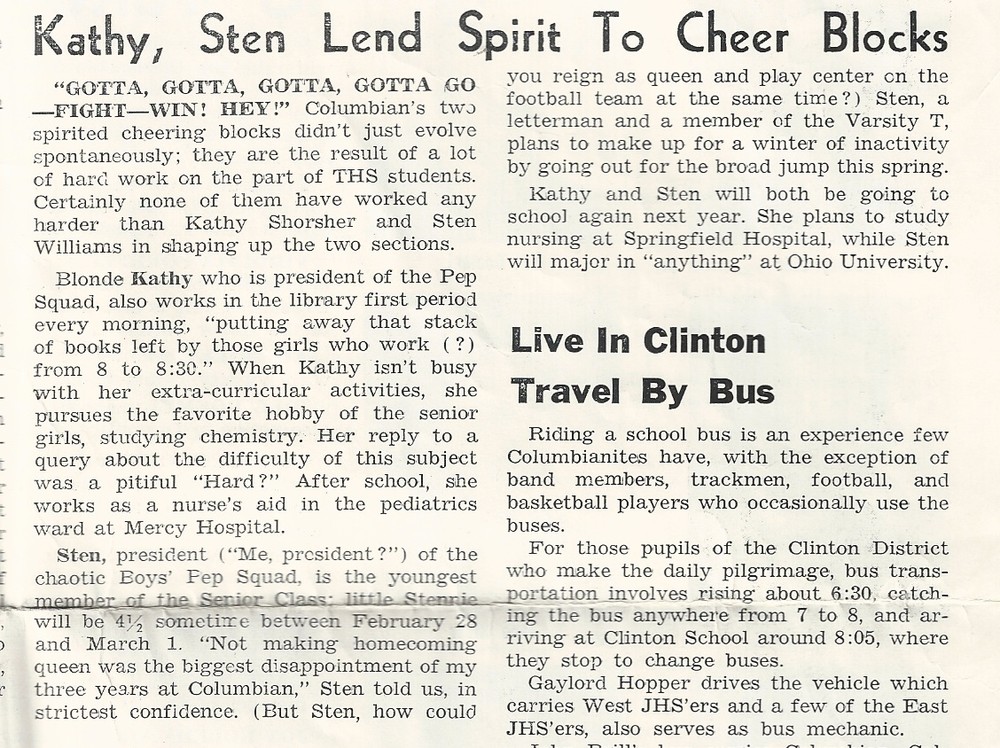 Kathy, Sten Lend Spirit To Cheer Blocks
"GOTTA, GOTTA, GOTTA, GOTTA GO
—FIGHT—WIN! HEY!" Columbian's two
spirited cheering blocks didn't just evolve
spontaneously; they are the result of a lot
of hard work on the part of THS students.
Certainly none of them have worked any
harder than Kathy Shorsher and Sten
Williams in shaping up the two sections.
Blonde Kathy who is president of the Pep
Squad, also works in the library first period
every morning, "putting away that stack
of books left by those girls who work (?)
from 8 to 8:30." When Kathy isn't busy
with her extra-curricular activities, she
pursues the favorite hobby of the senior
girls, studying chemistry. Her reply to a
query about the difficulty of this subject
was a pitiful "Hard?" After school, she
works as a nurse's aid in the pediatrics
ward at Mercy Hospital.
Sten, president ("Me, president?") of the
chaotic Boys' Pep Squad, is the youngest
member of the Senior Class; little Stennie
will be 4½ sometime between February 28
and March 1. "Not making homecoming
queen was the biggest disappointment of my
three years at Columbian," Sten told us, in
strictest confidence. (But Sten, how could
you reign as queen and play center on the
football team at the same time?) Sten, a
letterman and a member of the Varsity T,
plans to make up for a winter of inactivity
by going out for the broad jump this spring.
Kathy and Sten will both be going to
school again next year. She plans to study
nursing at Springfield Hospital, while Sten
will major in "anything" at Ohio University.
Live In Clinton
Travel By Bus
Riding a school bus is an experience few
Columbianites have, with the exception of
band members, trackmen, football, and
basketball players who occasionally use the
buses.
For those pupils of the Clinton District
who make the daily pilgrimage, bus trans-
portation involves rising about 6:30, catch-
ing the bus anywhere from 7 to 8, and ar-
riving at Clinton School around 8:05, where
they stop to change buses.
Gaylord Hopper drives the vehicle which
carries West JHS'ers and a few of the East
JHS'ers, also serves as bus mechanic.